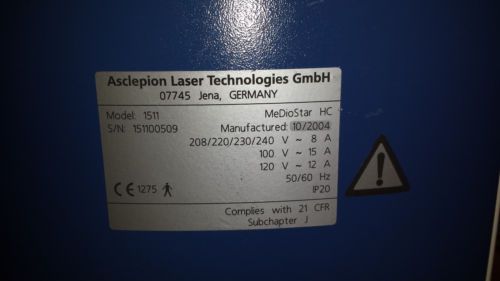 Asclepion Laser Technologies GmbH
07745 Jena, GERMANY
Model: 1511 MeDioStar HC
S/N: 151100509 Manufactured: 10/2004
208/220/230/240 V ~ 8 A
100 V ~ 15 A
120 V ~ 12 A
50/60 Hz
CE 1275 IP20
Complies with 21 CFR
Subchapter J